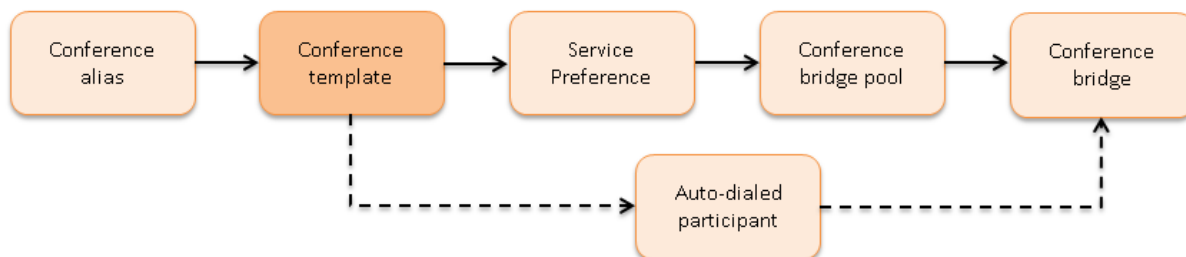 Conference
alias
Conference
template
Service
Preference
Conference
bridge pool
Conference
bridge
Auto-dialed
participant